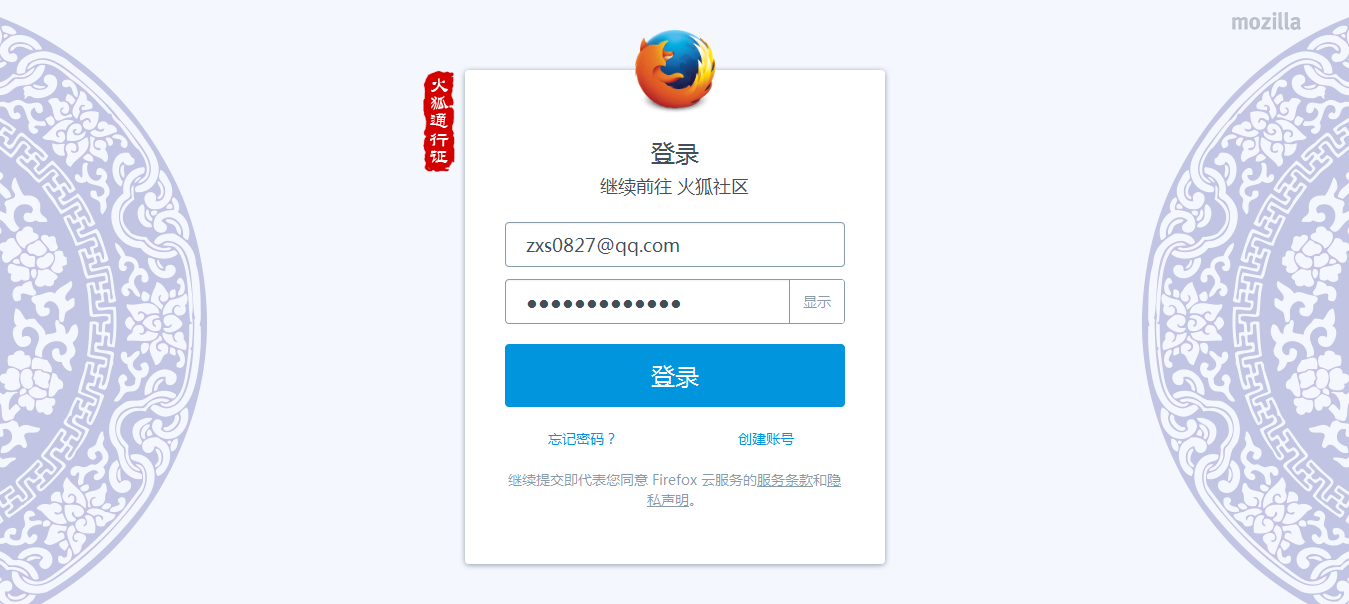 mozilla
火狐通行证
登录
继续前往 火狐社区
zxs0827@qq.com
●●●●●●●●●●●●● 显示
登录
忘记密码？ 创建账号
继续提交即代表您同意 Firefox 云服务的服务条款和隐
私声明。